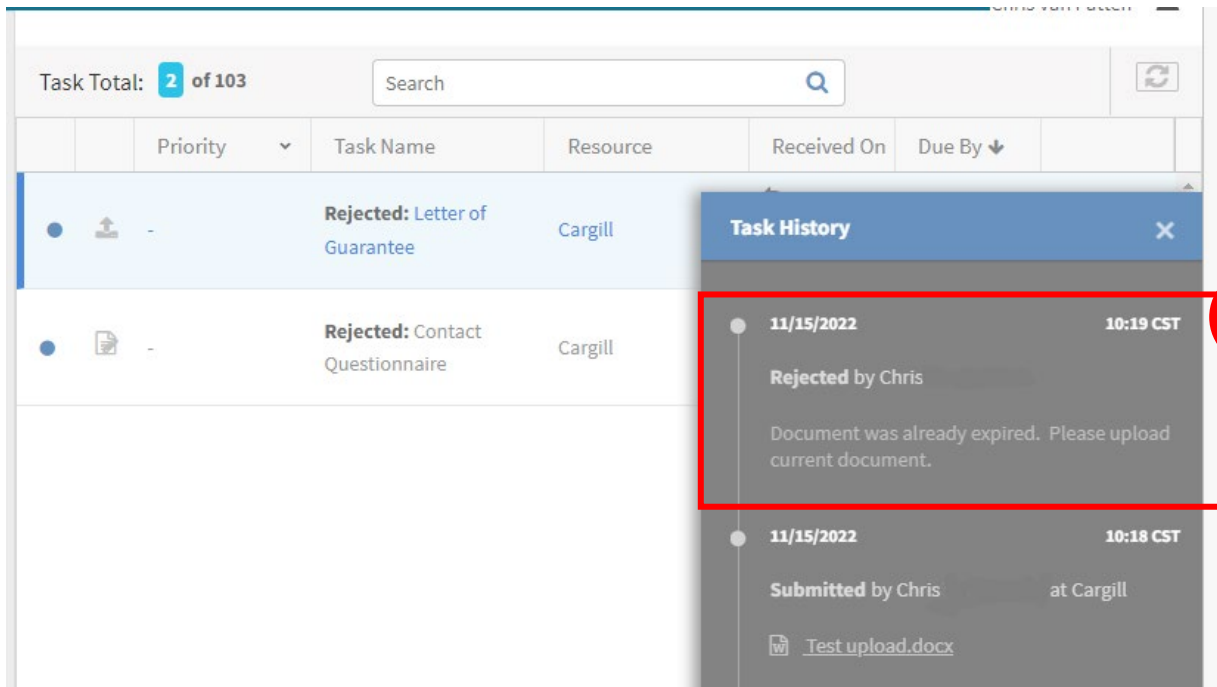 Task Total: 2 of 103
Search
Priority Task Name Resource Received On Due By
Rejected: Letter of
Guarantee
- Cargill
Rejected: Contact
Questionnaire
- Cargill
Task History
11/15/2022 10:19 CST
Rejected by Chris
Document was already expired. Please upload
current document.
11/15/2022 10:18 CST
Submitted by Chris at Cargill
Test upload.docx